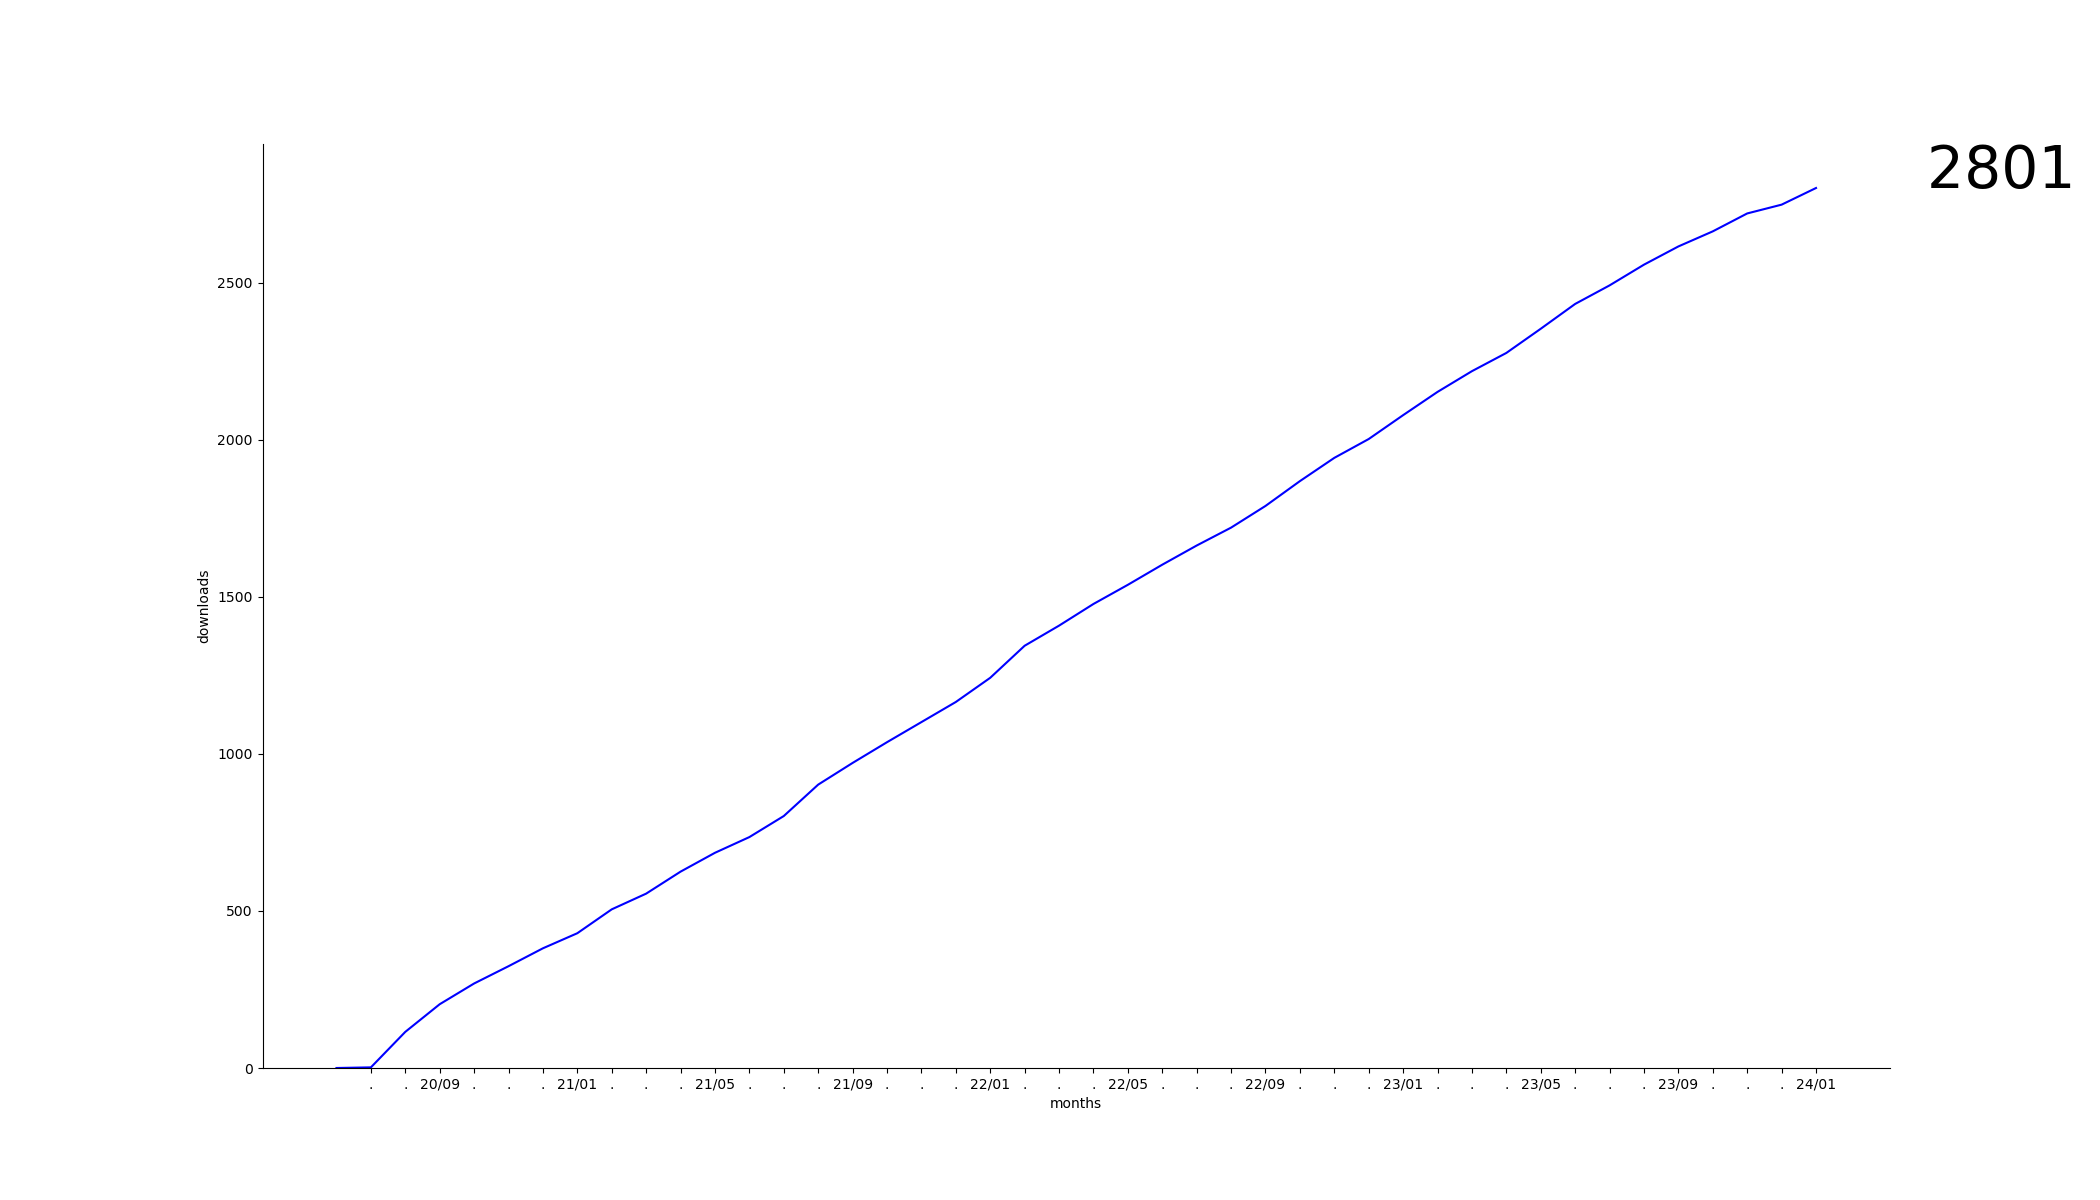 2801
2500
2000
1500
1000
500
0
downloads
. . 20/09 . . . 21/01 . . . 21/05 . . . 21/09 . . . 22/01 . . . 22/05 . . . 22/09 . . . 23/01 . . . 23/05 . . . 23/09 . . . 24/01
months